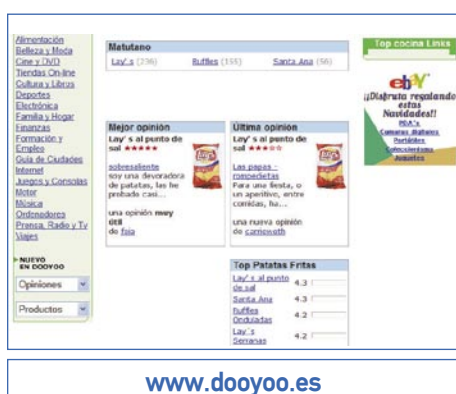 Alimentación
Belleza y Moda
Cine y DVD
Tiendas On-line
Cultura y Libros
Deportes
Electrónica
Familia y Hogar
Finanzas
Formación y
Empleo
Guía de Ciudades
Internet
Juegos y Consolas
Motor
Música
Ordenadores
Prensa, Radio y Tv
Viajes
NUEVO
EN DOOYOO
Opiniones
Productos
Matutano
Lay´s (236) Ruffles (155) Santa Ana (56)
Mejor opinión
Lay´s al punto de
sal
sobresaliente
soy una devoradora
de patatas, las he
probado casi...
una opinión muy
útil
de faia
Última opinión
Lay´s al punto de
sal
Las papas -
rompedietas
Para una fiesta, o
un aperitivo, entre
comidas, ha...
una nueva opinión
de
Top Patatas Fritas
Lay´s al punto
de sal 4.3
Santa Ana 4.3
Ruffles
Onduladas 4.2
Lay´s
4.2
Top cocina Links
ebY
¡¡Disfruta regalando
estas
Navidades!!
PDA's
Cámaras digitales
Portátiles
Coleccionismo
Juguetes
www.dooyoo.es